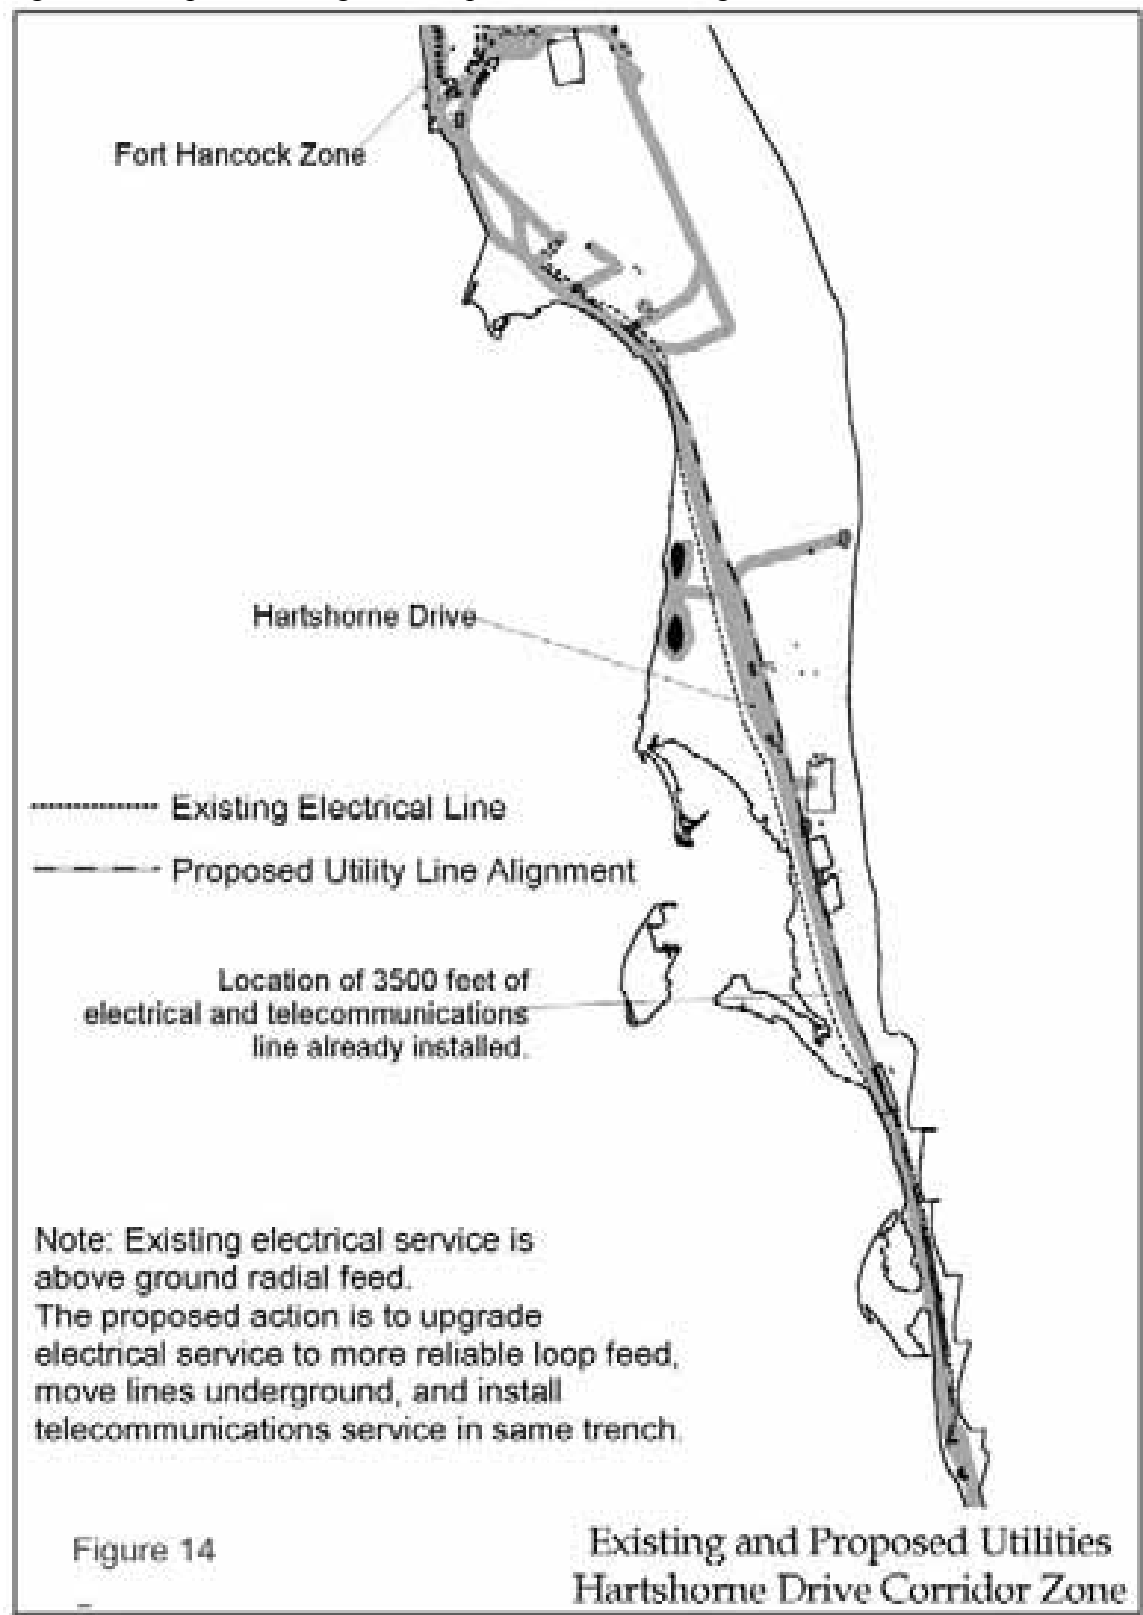 Fort Hancock Zone
Hartshorne Drive
Existing Electrical Line
Proposed Utility Line Alignment
Location of 3500 feet of
electrical and telecommunications
line already installed.
Note: Existing electrical service is
above ground radial feed.
The proposed action is to upgrade
electrical service to more reliable loop feed,
move lines underground, and install
telecommunications service in same trench.
Figure 14
Existing and Proposed Utilities
Hartshorne Drive Corridor Zone